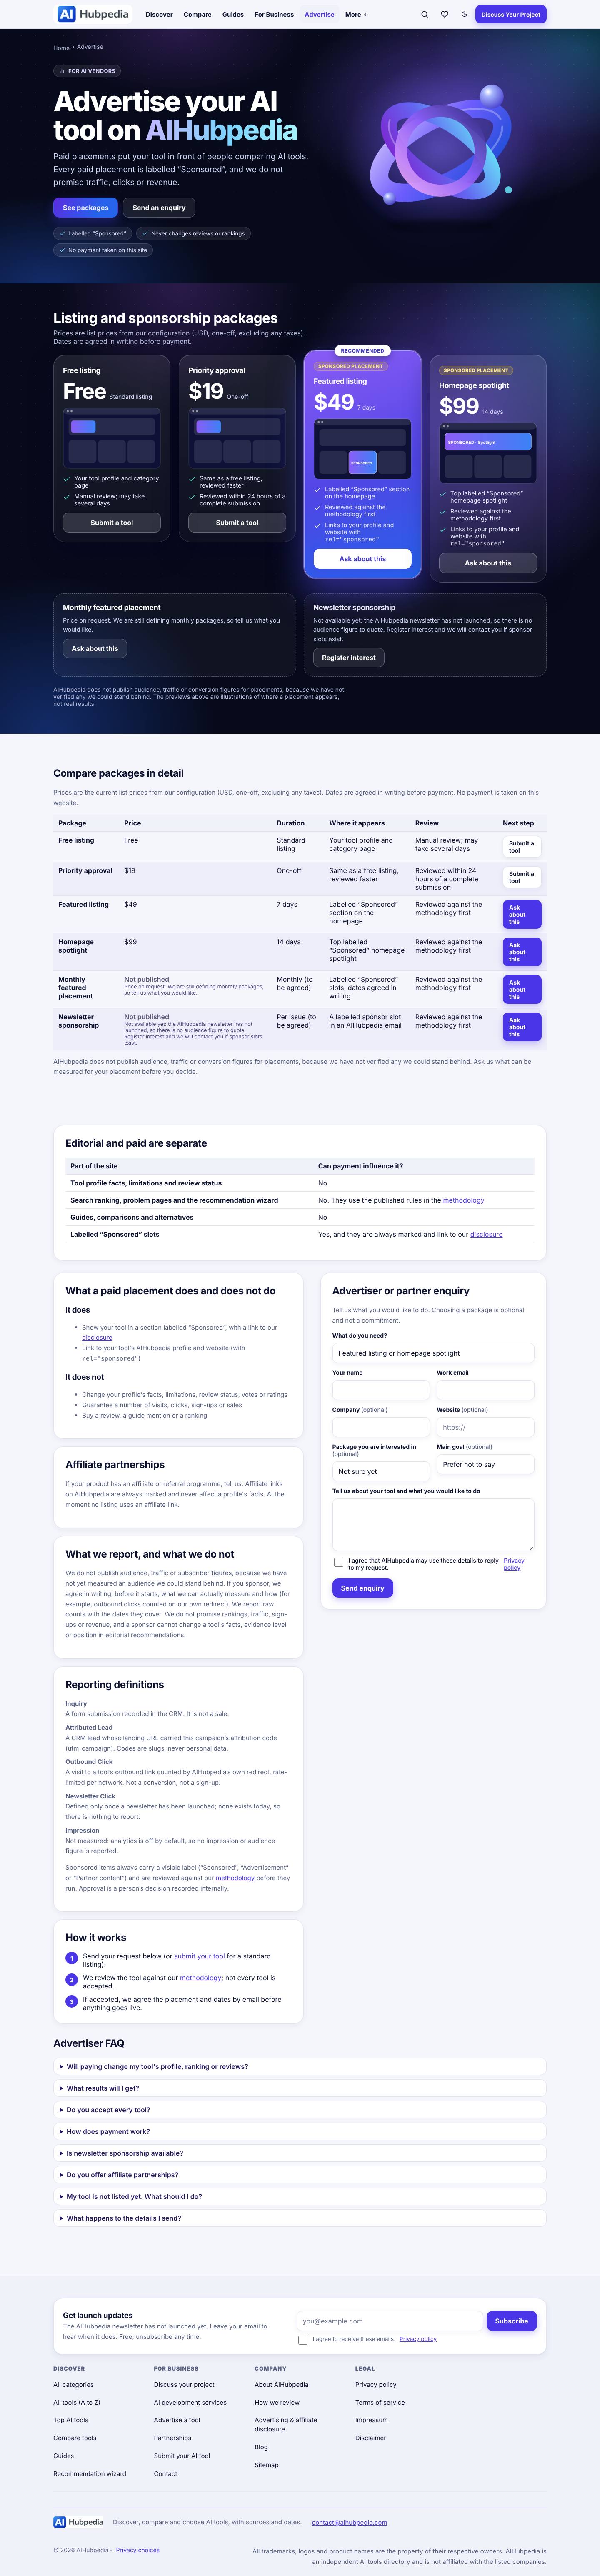 AI Hubpedia
Discover
Compare
Guides
For Business
Advertise
More
Discuss Your Project
Home › Advertise
FOR AI VENDORS
Advertise your AI
tool on AIHubpedia
Paid placements put your tool in front of people comparing AI tools.
Every paid placement is labelled “Sponsored”, and we do not
promise traffic, clicks or revenue.
See packages
Send an enquiry
Labelled “Sponsored”
Never changes reviews or rankings
No payment taken on this site
Listing and sponsorship packages
Prices are list prices from our configuration (USD, one-off, excluding any taxes).
Dates are agreed in writing before payment.
Free listing
Free Standard listing
Your tool profile and category
page
Manual review; may take
several days
Submit a tool
Priority approval
$19 One-off
Same as a free listing,
reviewed faster
Reviewed within 24 hours of a
complete submission
Submit a tool
RECOMMENDED
SPONSORED PLACEMENT
Featured listing
$49 7 days
SPONSORED
Labelled “Sponsored” section
on the homepage
Reviewed against the
methodology first
Links to your profile and
website with
rel="sponsored"
Ask about this
SPONSORED PLACEMENT
Homepage spotlight
$99 14 days
SPONSORED · Spotlight
Top labelled “Sponsored”
homepage spotlight
Reviewed against the
methodology first
Links to your profile and
website with
rel="sponsored"
Ask about this
Monthly featured placement
Price on request. We are still defining monthly packages, so tell us what you
would like.
Ask about this
Newsletter sponsorship
Not available yet: the AIHubpedia newsletter has not launched, so there is no
audience figure to quote. Register interest and we will contact you if sponsor
slots exist.
Register interest
AIHubpedia does not publish audience, traffic or conversion figures for placements, because we have not
verified any we could stand behind. The previews above are illustrations of where a placement appears,
not real results.
Compare packages in detail
Prices are the current list prices from our configuration (USD, one-off, excluding any taxes). Dates are agreed in writing before payment. No payment is taken on this
website.
Package Price Duration Where it appears Review Next step
Free listing
Free
Standard
listing
Your tool profile and
category page
Manual review; may
take several days
Submit a
tool
Priority approval
$19
One-off
Same as a free listing,
reviewed faster
Reviewed within 24
hours of a complete
submission
Submit a
tool
Featured listing
$49
7 days
Labelled “Sponsored”
section on the
homepage
Reviewed against the
methodology first
Ask
about
this
Homepage
spotlight
$99
14 days
Top labelled
“Sponsored” homepage
spotlight
Reviewed against the
methodology first
Ask
about
this
Monthly
featured
placement
Not published
Price on request. We are still defining monthly packages,
so tell us what you would like.
Monthly (to
be agreed)
Labelled “Sponsored”
slots, dates agreed in
writing
Reviewed against the
methodology first
Ask
about
this
Newsletter
sponsorship
Not published
Not available yet: the AIHubpedia newsletter has not
launched, so there is no audience figure to quote.
Register interest and we will contact you if sponsor slots
exist.
Per issue (to
be agreed)
A labelled sponsor slot
in an AIHubpedia email
Reviewed against the
methodology first
Ask
about
this
AIHubpedia does not publish audience, traffic or conversion figures for placements, because we have not verified any we could stand behind. Ask us what can be
measured for your placement before you decide.
Editorial and paid are separate
Part of the site Can payment influence it?
Tool profile facts, limitations and review status No
Search ranking, problem pages and the recommendation wizard No. They use the published rules in the methodology
Guides, comparisons and alternatives No
Labelled “Sponsored” slots Yes, and they are always marked and link to our disclosure
What a paid placement does and does not do
It does
Show your tool in a section labelled “Sponsored”, with a link to our
disclosure
Link to your tool's AIHubpedia profile and website (with
rel="sponsored")
It does not
Change your profile's facts, limitations, review status, votes or ratings
Guarantee a number of visits, clicks, sign-ups or sales
Buy a review, a guide mention or a ranking
Affiliate partnerships
If your product has an affiliate or referral programme, tell us. Affiliate links
on AIHubpedia are always marked and never affect a profile's facts. At the
moment no listing uses an affiliate link.
What we report, and what we do not
We do not publish audience, traffic or subscriber figures, because we have
not yet measured an audience we could stand behind. If you sponsor, we
agree in writing, before it starts, what we can actually measure and how (for
example, outbound clicks counted on our own redirect). We report raw
counts with the dates they cover. We do not promise rankings, traffic, sign-
ups or revenue, and a sponsor cannot change a tool's facts, evidence level
or position in editorial recommendations.
Reporting definitions
Inquiry
A form submission recorded in the CRM. It is not a sale.
Attributed Lead
A CRM lead whose landing URL carried this campaign's attribution code
(utm_campaign). Codes are slugs, never personal data.
Outbound Click
A visit to a tool's outbound link counted by AIHubpedia's own redirect, rate-
limited per network. Not a conversion, not a sign-up.
Newsletter Click
Defined only once a newsletter has been launched; none exists today, so
there is nothing to report.
Impression
Not measured: analytics is off by default, so no impression or audience
figure is reported.
Sponsored items always carry a visible label (“Sponsored”, “Advertisement”
or “Partner content”) and are reviewed against our methodology before they
run. Approval is a person's decision recorded internally.
How it works
1 Send your request below (or submit your tool for a standard
listing).
2 We review the tool against our methodology; not every tool is
accepted.
3 If accepted, we agree the placement and dates by email before
anything goes live.
Advertiser or partner enquiry
Tell us what you would like to do. Choosing a package is optional
and not a commitment.
What do you need?
Featured listing or homepage spotlight
Your name
Work email
Company (optional)
Website (optional)
https://
Package you are interested in
(optional)
Not sure yet
Main goal (optional)
Prefer not to say
Tell us about your tool and what you would like to do
I agree that AIHubpedia may use these details to reply
to my request.
Privacy
policy
Send enquiry
Advertiser FAQ
Will paying change my tool's profile, ranking or reviews?
What results will I get?
Do you accept every tool?
How does payment work?
Is newsletter sponsorship available?
Do you offer affiliate partnerships?
My tool is not listed yet. What should I do?
What happens to the details I send?
Get launch updates
The AIHubpedia newsletter has not launched yet. Leave your email to
hear when it does. Free; unsubscribe any time.
you@example.com
Subscribe
I agree to receive these emails. Privacy policy
DISCOVER
All categories
All tools (A to Z)
Top AI tools
Compare tools
Guides
Recommendation wizard
FOR BUSINESS
Discuss your project
AI development services
Advertise a tool
Partnerships
Submit your AI tool
Contact
COMPANY
About AIHubpedia
How we review
Advertising & affiliate
disclosure
Blog
Sitemap
LEGAL
Privacy policy
Terms of service
Impressum
Disclaimer
AI Hubpedia
Discover, compare and choose AI tools, with sources and dates.
contact@aihubpedia.com
© 2026 AIHubpedia · Privacy choices
All trademarks, logos and product names are the property of their respective owners. AIHubpedia is
an independent AI tools directory and is not affiliated with the listed companies.